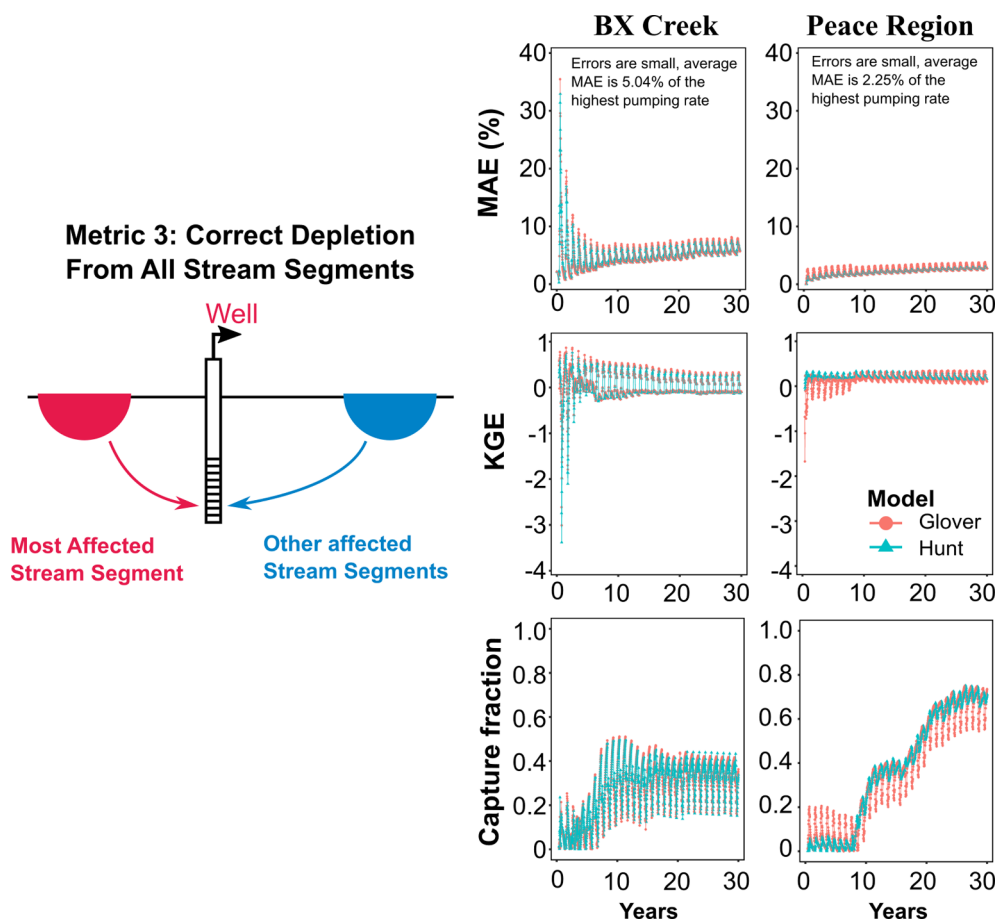 BX Creek
Peace Region
Metric 3: Correct Depletion
From All Stream Segments
Well
Most Affected
Stream Segment
Other affected
Stream Segments
MAE (%)
40
30
20
10
0
Errors are small, average
MAE is 5.04% of the
highest pumping rate
0
10
20
30
40
30
20
10
0
Errors are small, average
MAE is 2.25% of the
highest pumping rate
0
10
20
30
KGE
1
0
-1
-2
-3
-4
0
10
20
30
1
0
-1
-2
-3
-4
Model
Glover
Hunt
0
10
20
30
Capture fraction
1.0
0.8
0.6
0.4
0.2
0
0
10
20
30
Years
1.0
0.8
0.6
0.4
0.2
0
0
10
20
30
Years